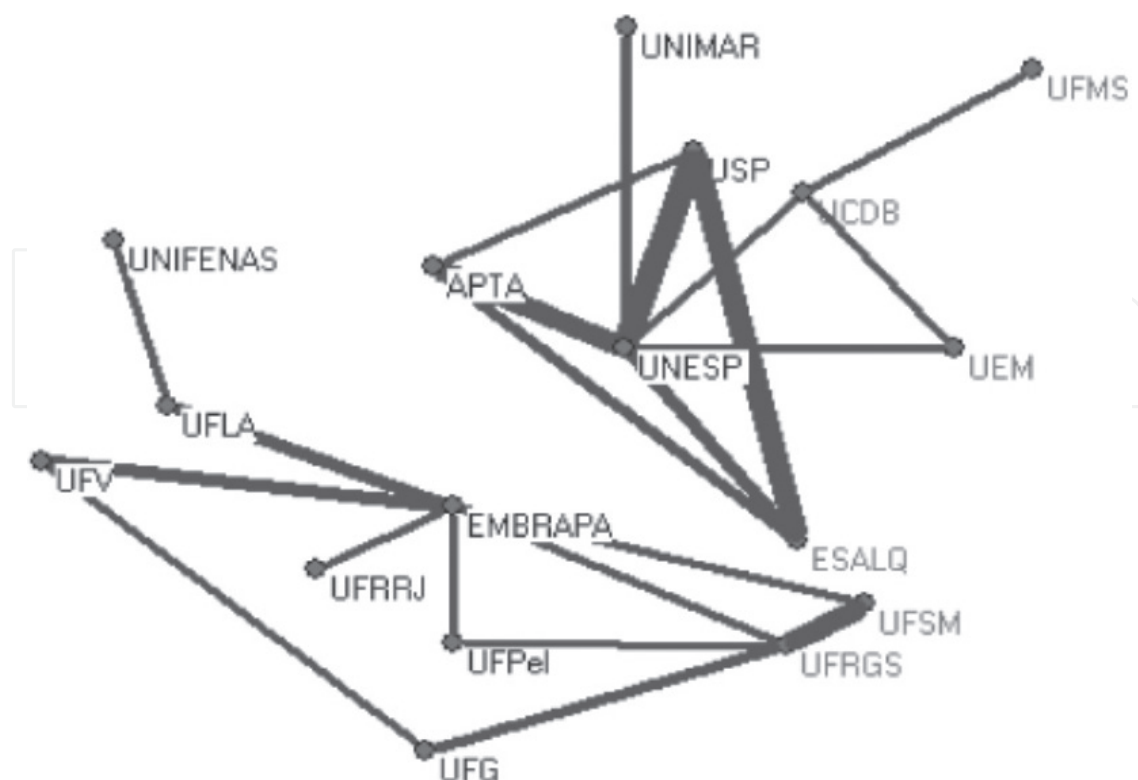 UNIMAR
UFMS
USP
UCDB
UNIFENAS
APTA
UNESP
UEM
UFLA
UFV
EMBRAPA
ESALQ
UFRRJ
UFSM
UFPel
UFRGS
UFG